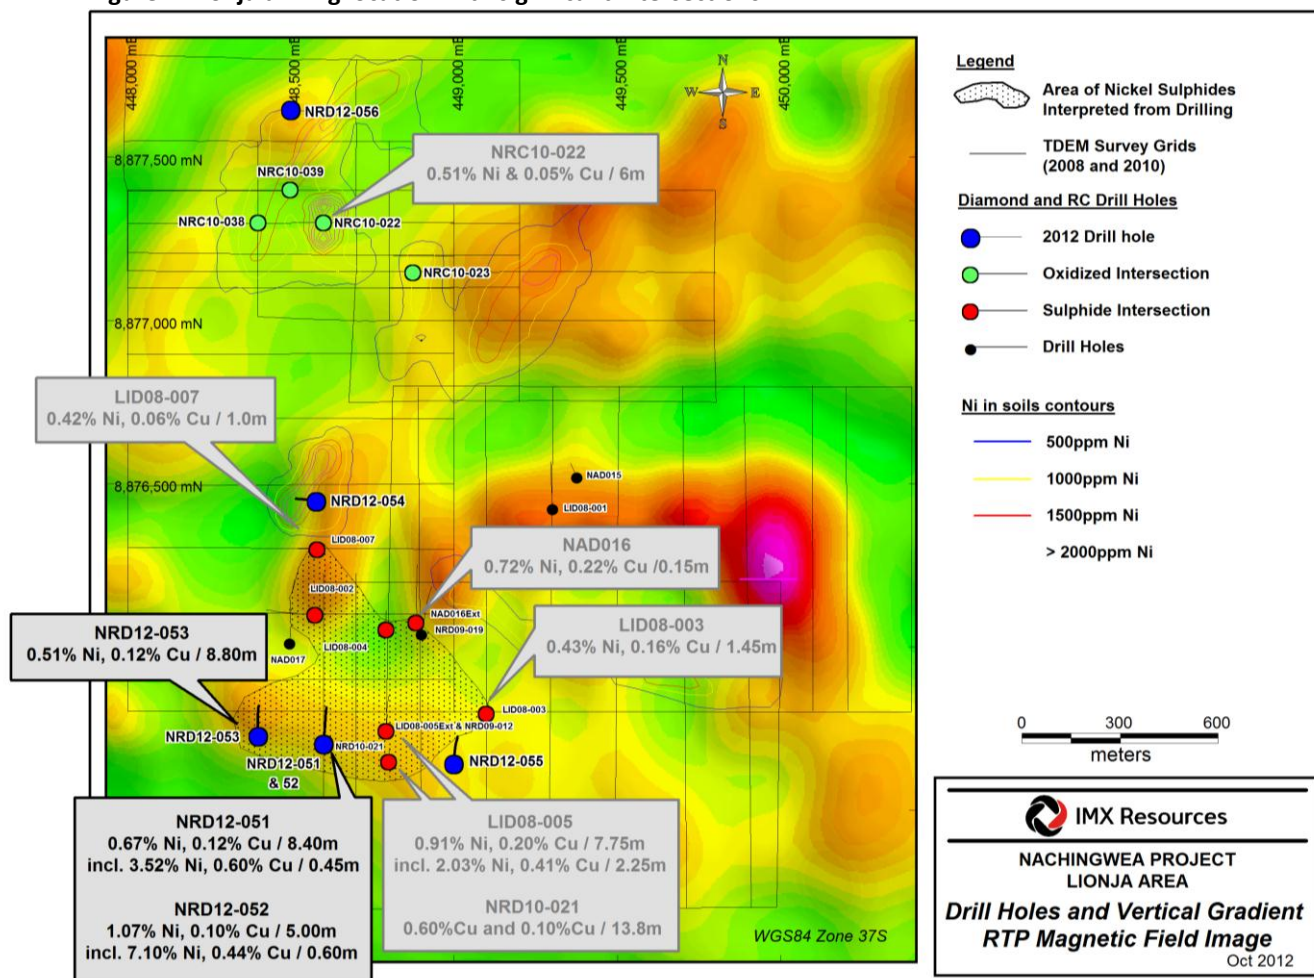 448,000 mE
448,500 mE
449,000 mE
449,500 mE
450,000 mE
N
W E
S
NRD12-056
8,877,500 mN
NRC10-022
0.51% Ni & 0.05% Cu / 6m
NRC10-039
NRC10-038
NRC10-022
NRC10-023
8,877,000 mN
LID08-007
0.42% Ni, 0.06% Cu / 1.0m
8,876,500 mN
NAD015
NRD12-054
LID08-001
LID08-007
NAD016
0.72% Ni, 0.22% Cu /0.15m
LID08-002
NAD016Ext
NRD09-019
LID08-004
NAD017
NRD12-053
0.51% Ni, 0.12% Cu / 8.80m
LID08-003
0.43% Ni, 0.16% Cu / 1.45m
LID08-003
LID08-005Ext & NRD09-012
NRD12-053
NRD10-021
NRD12-051
& 52
NRD12-055
NRD12-051
0.67% Ni, 0.12% Cu / 8.40m
incl. 3.52% Ni, 0.60% Cu / 0.45m
NRD12-052
1.07% Ni, 0.10% Cu / 5.00m
incl. 7.10% Ni, 0.44% Cu / 0.60m
LID08-005
0.91% Ni, 0.20% Cu / 7.75m
incl. 2.03% Ni, 0.41% Cu / 2.25m
NRD10-021
0.60%Cu and 0.10%Cu / 13.8m
WGS84 Zone 37S
Legend
Area of Nickel Sulphides
Interpreted from Drilling
TDEM Survey Grids
(2008 and 2010)
Diamond and RC Drill Holes
2012 Drill hole
Oxidized Intersection
Sulphide Intersection
Drill Holes
Ni in soils contours
500ppm Ni
1000ppm Ni
1500ppm Ni
> 2000ppm Ni
0 300 600
meters
IMX Resources
NACHINGWEA PROJECT
LIONJA AREA
Drill Holes and Vertical Gradient
RTP Magnetic Field Image
Oct 2012